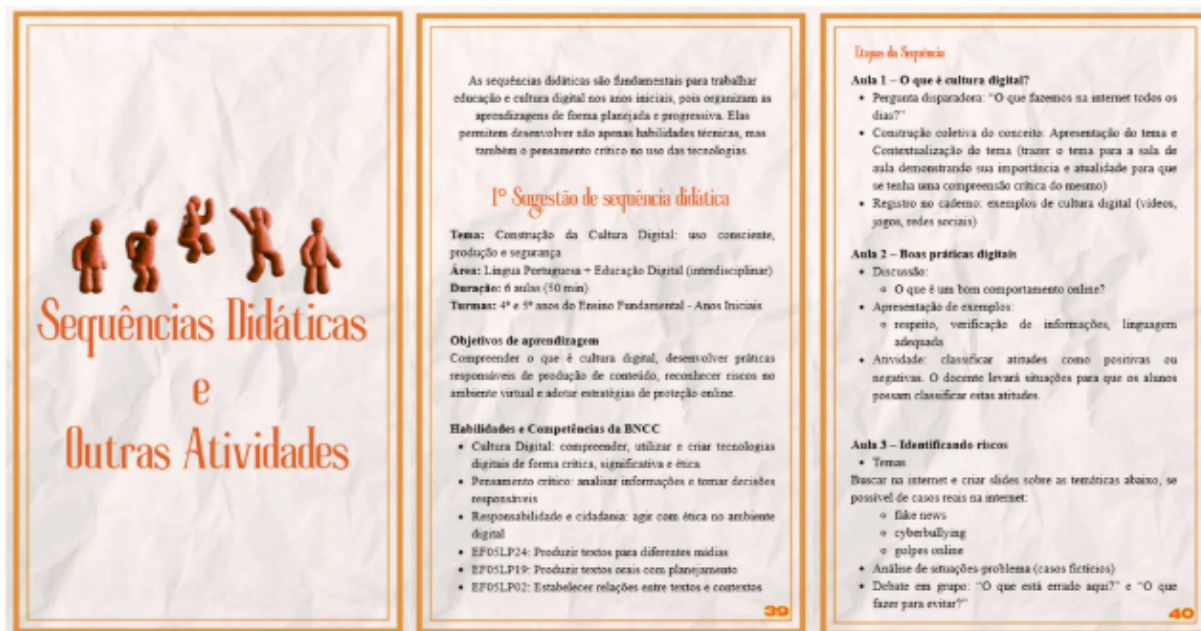 Sequências Didáticas
e
Outras Atividades
As sequências didáticas são fundamentais para trabalhar
educação e cultura digital nos anos iniciais, pois organizam as
aprendizagens de forma planejada e progressiva. Elas
permitem desenvolver não apenas habilidades técnicas, mas
também o pensamento crítico no uso das tecnologias.
1º Sugestão de sequência didática
Tema: Construção da Cultura Digital: uso consciente,
produção e segurança
Área: Língua Portuguesa + Educação Digital (interdisciplinar)
Duração: 6 aulas (50 min)
Turmas: 4º e 5º anos do Ensino Fundamental - Anos Iniciais
Objetivos de aprendizagem
Compreender o que é cultura digital, desenvolver práticas
responsáveis de produção de conteúdo, reconhecer riscos no
ambiente virtual e adotar estratégias de proteção online.
Habilidades e Competências da BNCC
• Cultura Digital: compreender, utilizar e criar tecnologias
digitais de forma crítica, significativa e ética
• Pensamento crítico: analisar informações e tomar decisões
responsáveis
• Responsabilidade e cidadania: agir com ética no ambiente
digital
• EF05LP24: Produzir textos para diferentes mídias
• EF05LP19: Produzir textos orais com planejamento
• EF05LP02: Estabelecer relações entre textos e contextos
39
Etapas da Sequência
Aula 1 – O que é cultura digital?
• Pergunta disparadora: “O que fazemos na internet todos os
dias?”
• Construção coletiva do conceito: Apresentação do tema e
Contextualização do tema (trazer o tema para a sala de
aula demonstrando sua importância e atualidade para que
se tenha uma compreensão crítica do mesmo)
• Registro no caderno: exemplos de cultura digital (vídeos,
jogos, redes sociais)
Aula 2 – Boas práticas digitais
• Discussão:
o O que é um bom comportamento online?
• Apresentação de exemplos:
o respeito, verificação de informações, linguagem
adequada
• Atividade: classificar atitudes como positivas ou
negativas. O docente levará situações para que os alunos
possam classificar estas atitudes.
Aula 3 – Identificando riscos
• Temas
Buscar na internet e criar slides sobre as temáticas abaixo, se
possível de casos reais na internet:
o fake news
o cyberbullying
o golpes online
• Análise de situações-problema (casos fictícios)
• Debate em grupo: “O que está errado aqui?” e “O que
fazer para evitar?”
40